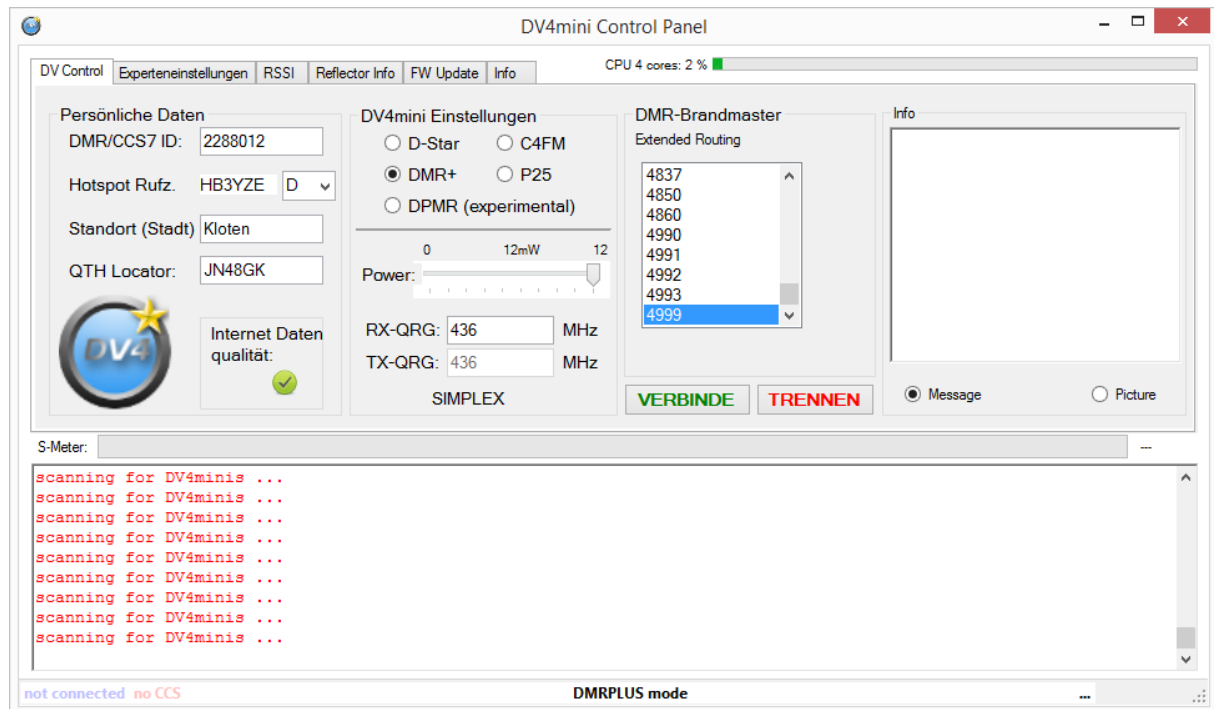 DV4mini Control Panel
DV Control Experteneinstellungen RSSI Reflector Info FW Update Info
CPU 4 cores: 2 %
Persönliche Daten
DMR/CCS7 ID: 2288012
Hotspot Rufz. HB3YZE D
Standort (Stadt) Kloten
QTH Locator: JN48GK
DV4
Internet Daten
qualität:
DV4mini Einstellungen
D-Star C4FM
DMR+ P25
DPMR (experimental)
0 12mW 12
Power:
RX-QRG: 436 MHz
TX-QRG: 436 MHz
SIMPLEX
DMR-Brandmaster
Extended Routing
4837
4850
4860
4990
4991
4992
4993
4999
VERBINDE TRENNEN
Info
Message Picture
S-Meter: ---
scanning for DV4minis ...
scanning for DV4minis ...
scanning for DV4minis ...
scanning for DV4minis ...
scanning for DV4minis ...
scanning for DV4minis ...
scanning for DV4minis ...
scanning for DV4minis ...
scanning for DV4minis ...
not connected no CCS DMRPLUS mode ...